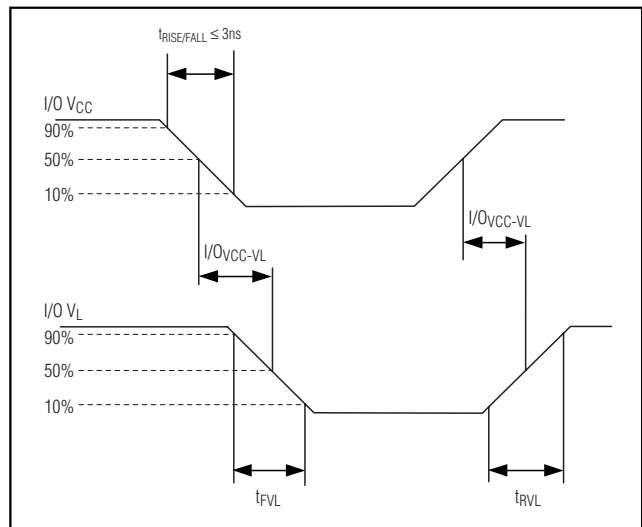 tRISE/FALL ≤ 3ns
I/O VCC
90%
50%
10%
I/OVCC-VL
I/OVCC-VL
I/O VL
90%
50%
10%
tFVL
tRVL